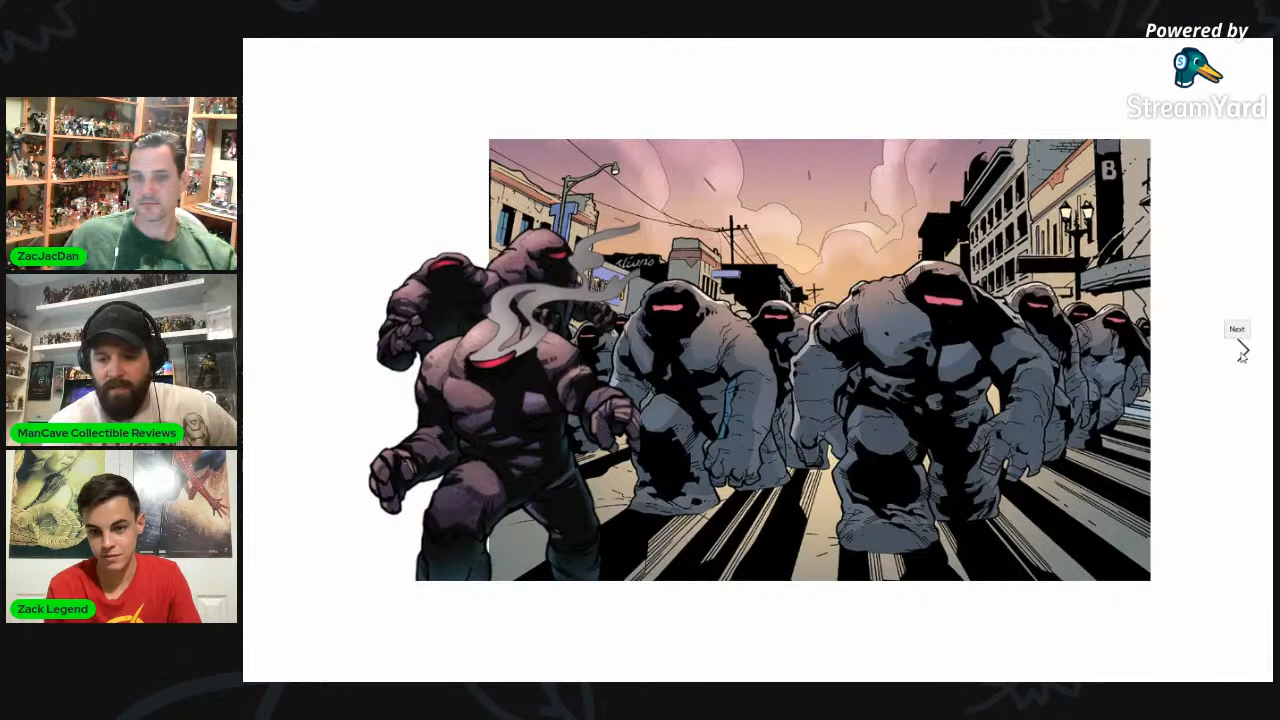 Powered by
StreamYard
ZacJacDan
ManCave Collectible Reviews
Zack Legend
B
Next